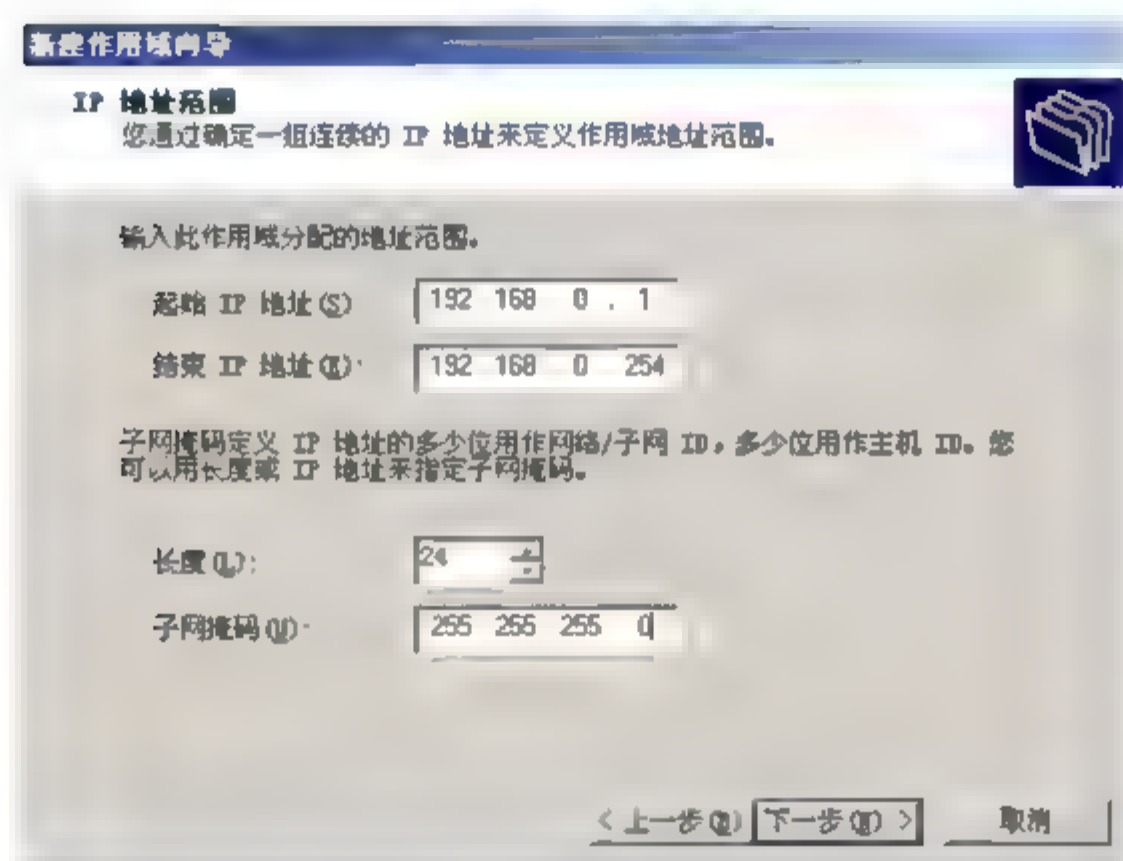 新建作用域向导
IP 地址范围
您通过确定一组连续的 IP 地址来定义作用域地址范围。
输入此作用域分配的地址范围。
起始 IP 地址(S)
192 168 0 . 1
结束 IP 地址(E):
192 168 0 254
子网掩码定义 IP 地址的多少位用作网络/子网 ID，多少位用作主机 ID。您
可以用长度或 IP 地址来指定子网掩码。
长度(L):
24
子网掩码(U):
255 255 255 0
< 上一步(B) 下一步(N) > 取消